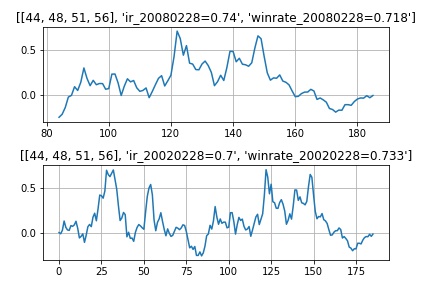 [[44, 48, 51, 56], 'ir_20080228=0.74', 'winrate_20080228=0.718']
0.5
0.0
80 100 120 140 160 180
[[44, 48, 51, 56], 'ir_20020228=0.7', 'winrate_20020228=0.733']
0.5
0.0
0 25 50 75 100 125 150 175